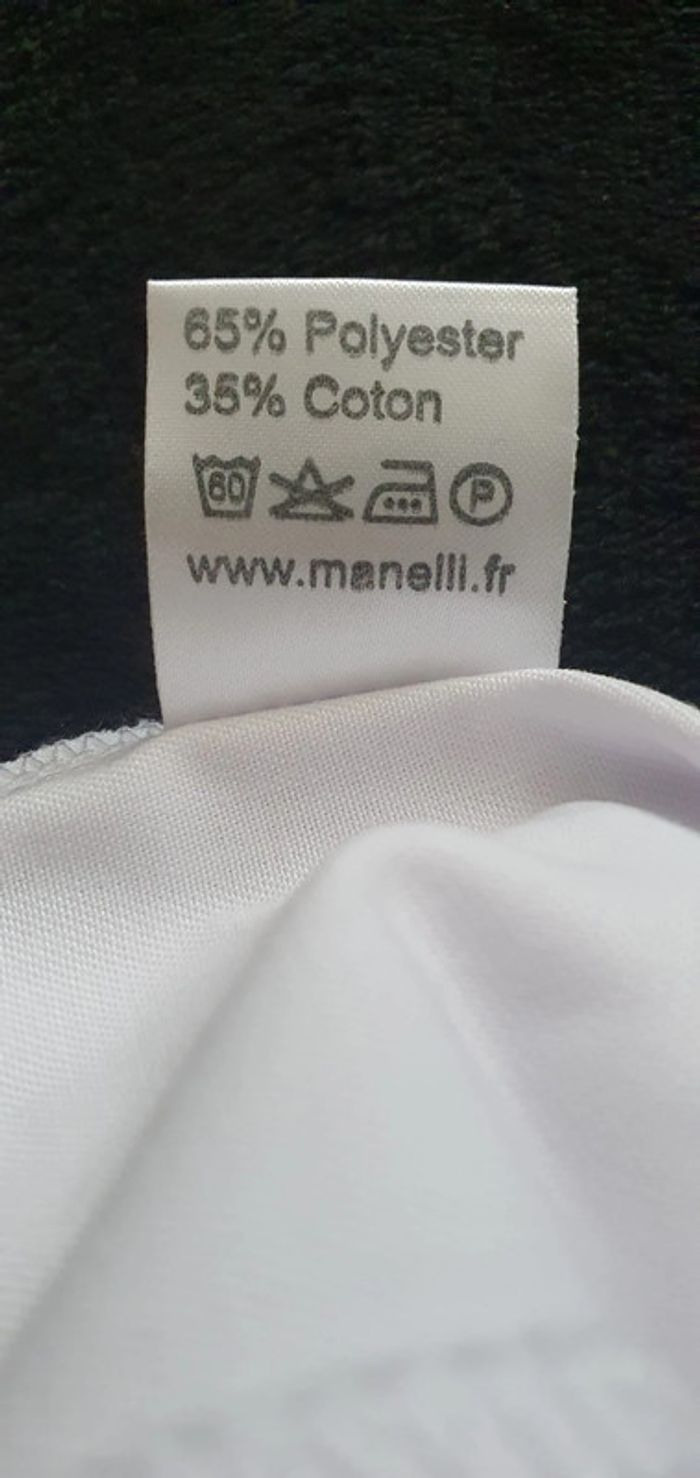 65% Polyester
35% Coton
60 P
www.manelli.fr